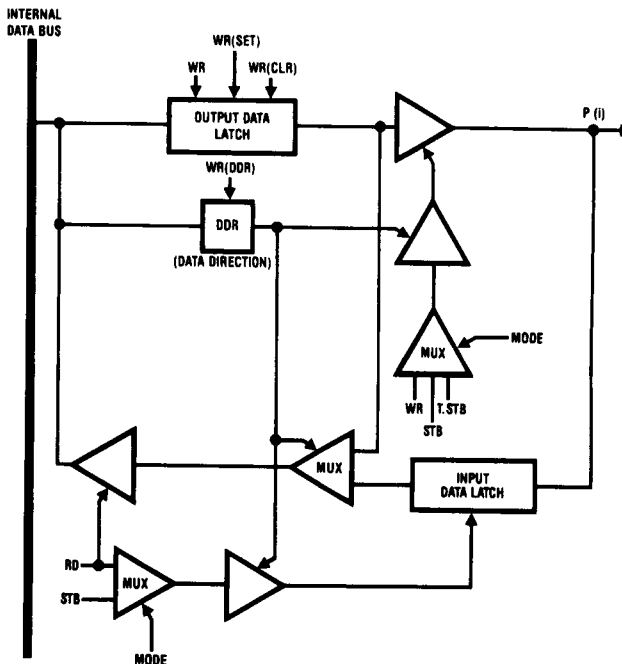 INTERNAL
DATA BUS
WR(SET)
WR
WR(CLR)
OUTPUT DATA
LATCH
P (i)
WR(DDR)
DDR
(DATA DIRECTION)
MODE
MUX
WR
T.STB
STB
MUX
INPUT
DATA LATCH
RD
MUX
STB
MODE